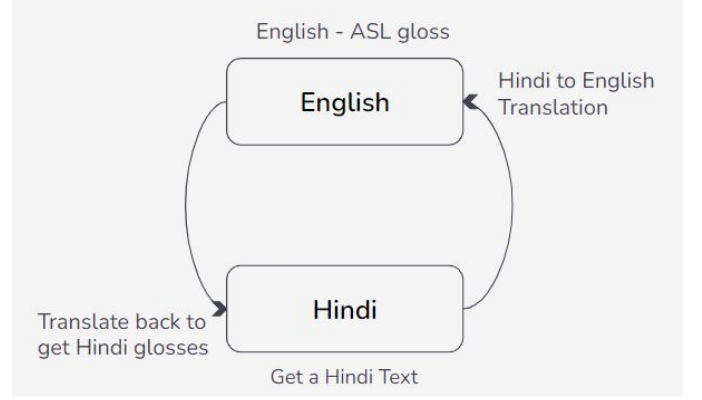 English - ASL gloss
English
Hindi to English
Translation
Hindi
Translate back to
get Hindi glosses
Get a Hindi Text